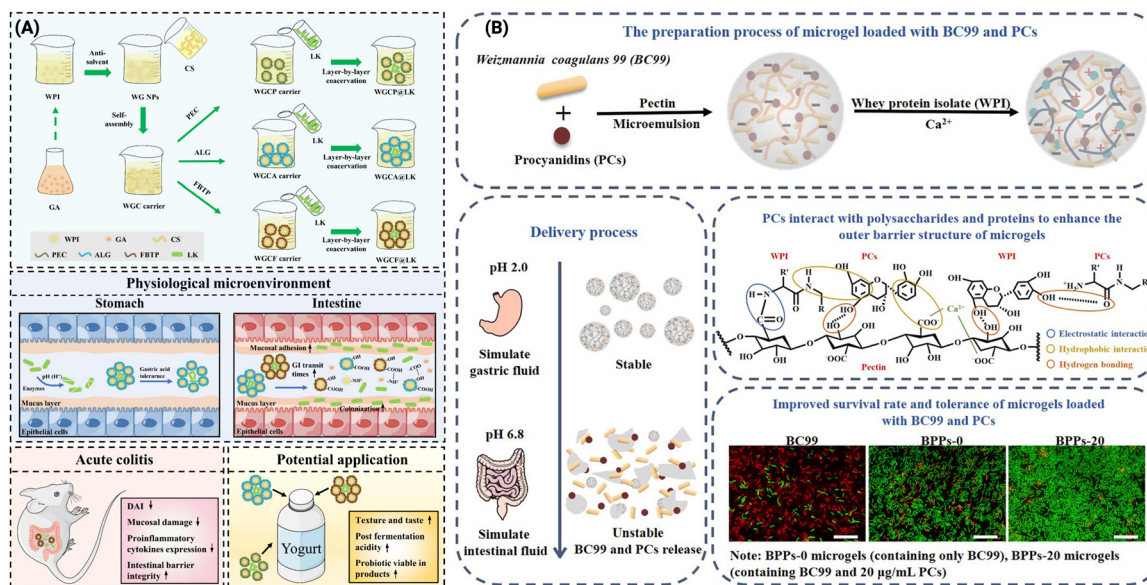 (A)
Anti-
solvent
CS
WPI
WG NPs
Self-
assembly
GA
WGC carrier
PEC
ALG
FBTP
LK
Layer-by-layer
coacervation
WGCP carrier
WGCP@LK
LK
Layer-by-layer
coacervation
WGCA carrier
WGCA@LK
LK
Layer-by-layer
coacervation
WGCF carrier
WGCF@LK
WPI GA CS
PEC ALG FBTP LK
Physiological microenvironment
Stomach
pH (H⁺)
Enzymes
Gastric acid
tolerance
Mucus layer
Epithelial cells
Intestine
Mucosal adhesion
GI transit
times
-OH
-COOH
Colonization
Mucus layer
Epithelial cells
Acute colitis
DAI
Mucosal damage
Proinflammatory
cytokines expression
Intestinal barrier
integrity
Potential application
Yogurt
Texture and taste
Post fermentation
acidity
Probiotic viable in
products
(B)
The preparation process of microgel loaded with BC99 and PCs
Weizmannia coagulans 99 (BC99)
+
Procyanidins (PCs)
Pectin
Microemulsion
Whey protein isolate (WPI)
Ca²⁺
Delivery process
pH 2.0
Simulate
gastric fluid
Stable
pH 6.8
Simulate
intestinal fluid
Unstable
BC99 and PCs release
PCs interact with polysaccharides and proteins to enhance the
outer barrier structure of microgels
WPI PCs WPI PCs
Ca²⁺
Pectin
Electrostatic interactio
Hydrophobic interactio
Hydrogen bonding
Improved survival rate and tolerance of microgels loaded
with BC99 and PCs
BC99 BPPs-0 BPPs-20
Note: BPPs-0 microgels (containing only BC99), BPPs-20 microgels
(containing BC99 and 20 μg/mL PCs)